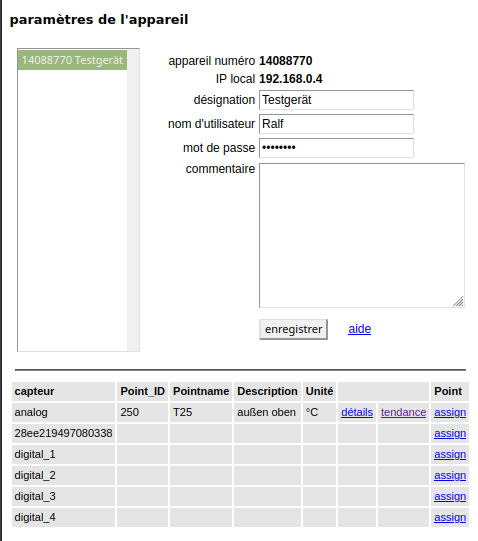 paramètres de l'appareil
14088770 Testgerät
appareil numéro 14088770
IP local 192.168.0.4
désignation Testgerät
nom d'utilisateur Ralf
mot de passe ••••••••
commentaire
enregistrer aide
capteur Point_ID Pointname Description Unité Point
analog 250 T25 außen oben °C détails tendance assign
28ee219497080338 assign
digital_1 assign
digital_2 assign
digital_3 assign
digital_4 assign